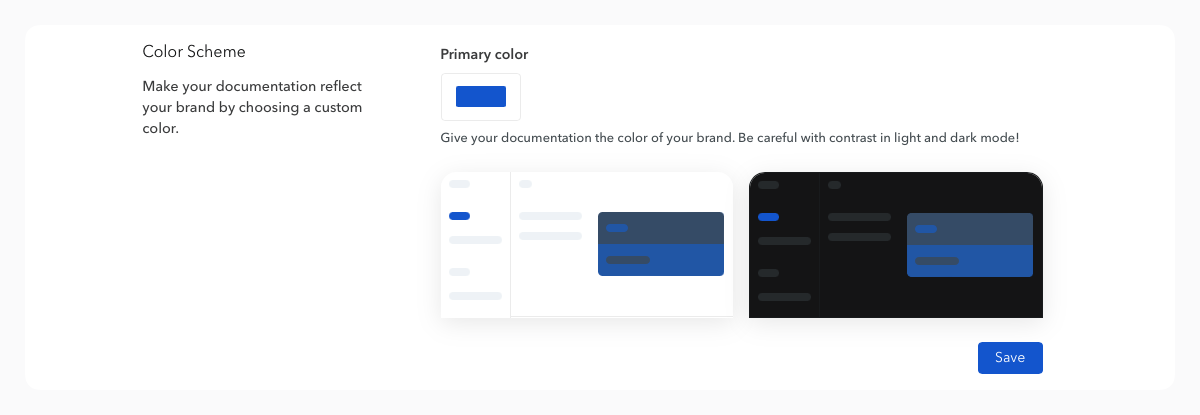 Color Scheme
Make your documentation reflect
your brand by choosing a custom
color.
Primary color
Give your documentation the color of your brand. Be careful with contrast in light and dark mode!
Save